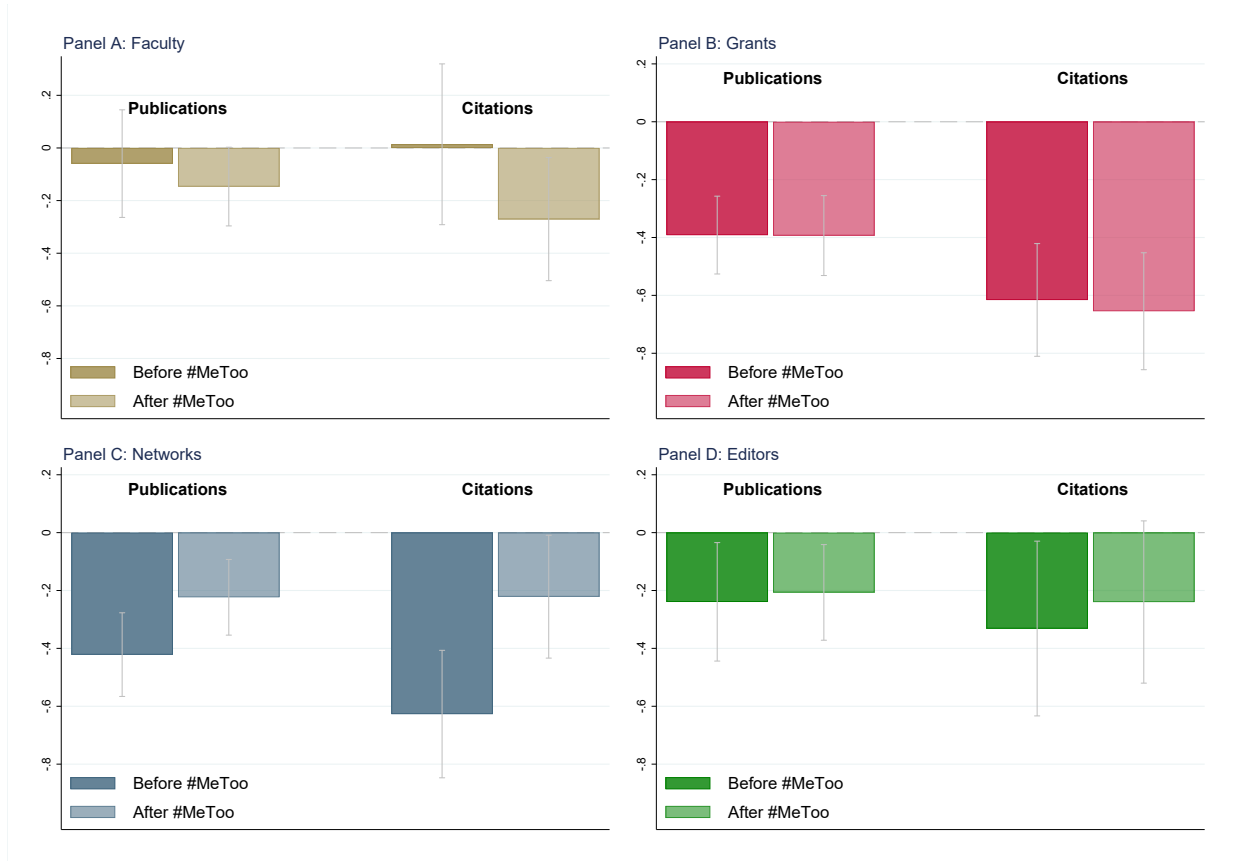 Panel A: Faculty
Publications Citations
.2
0
-.2
-.4
-.6
-.8
Before #MeToo
After #MeToo
Panel B: Grants
Publications Citations
.2
0
-.2
-.4
-.6
-.8
Before #MeToo
After #MeToo
Panel C: Networks
Publications Citations
.2
0
-.2
-.4
-.6
-.8
Before #MeToo
After #MeToo
Panel D: Editors
Publications Citations
.2
0
-.2
-.4
-.6
-.8
Before #MeToo
After #MeToo